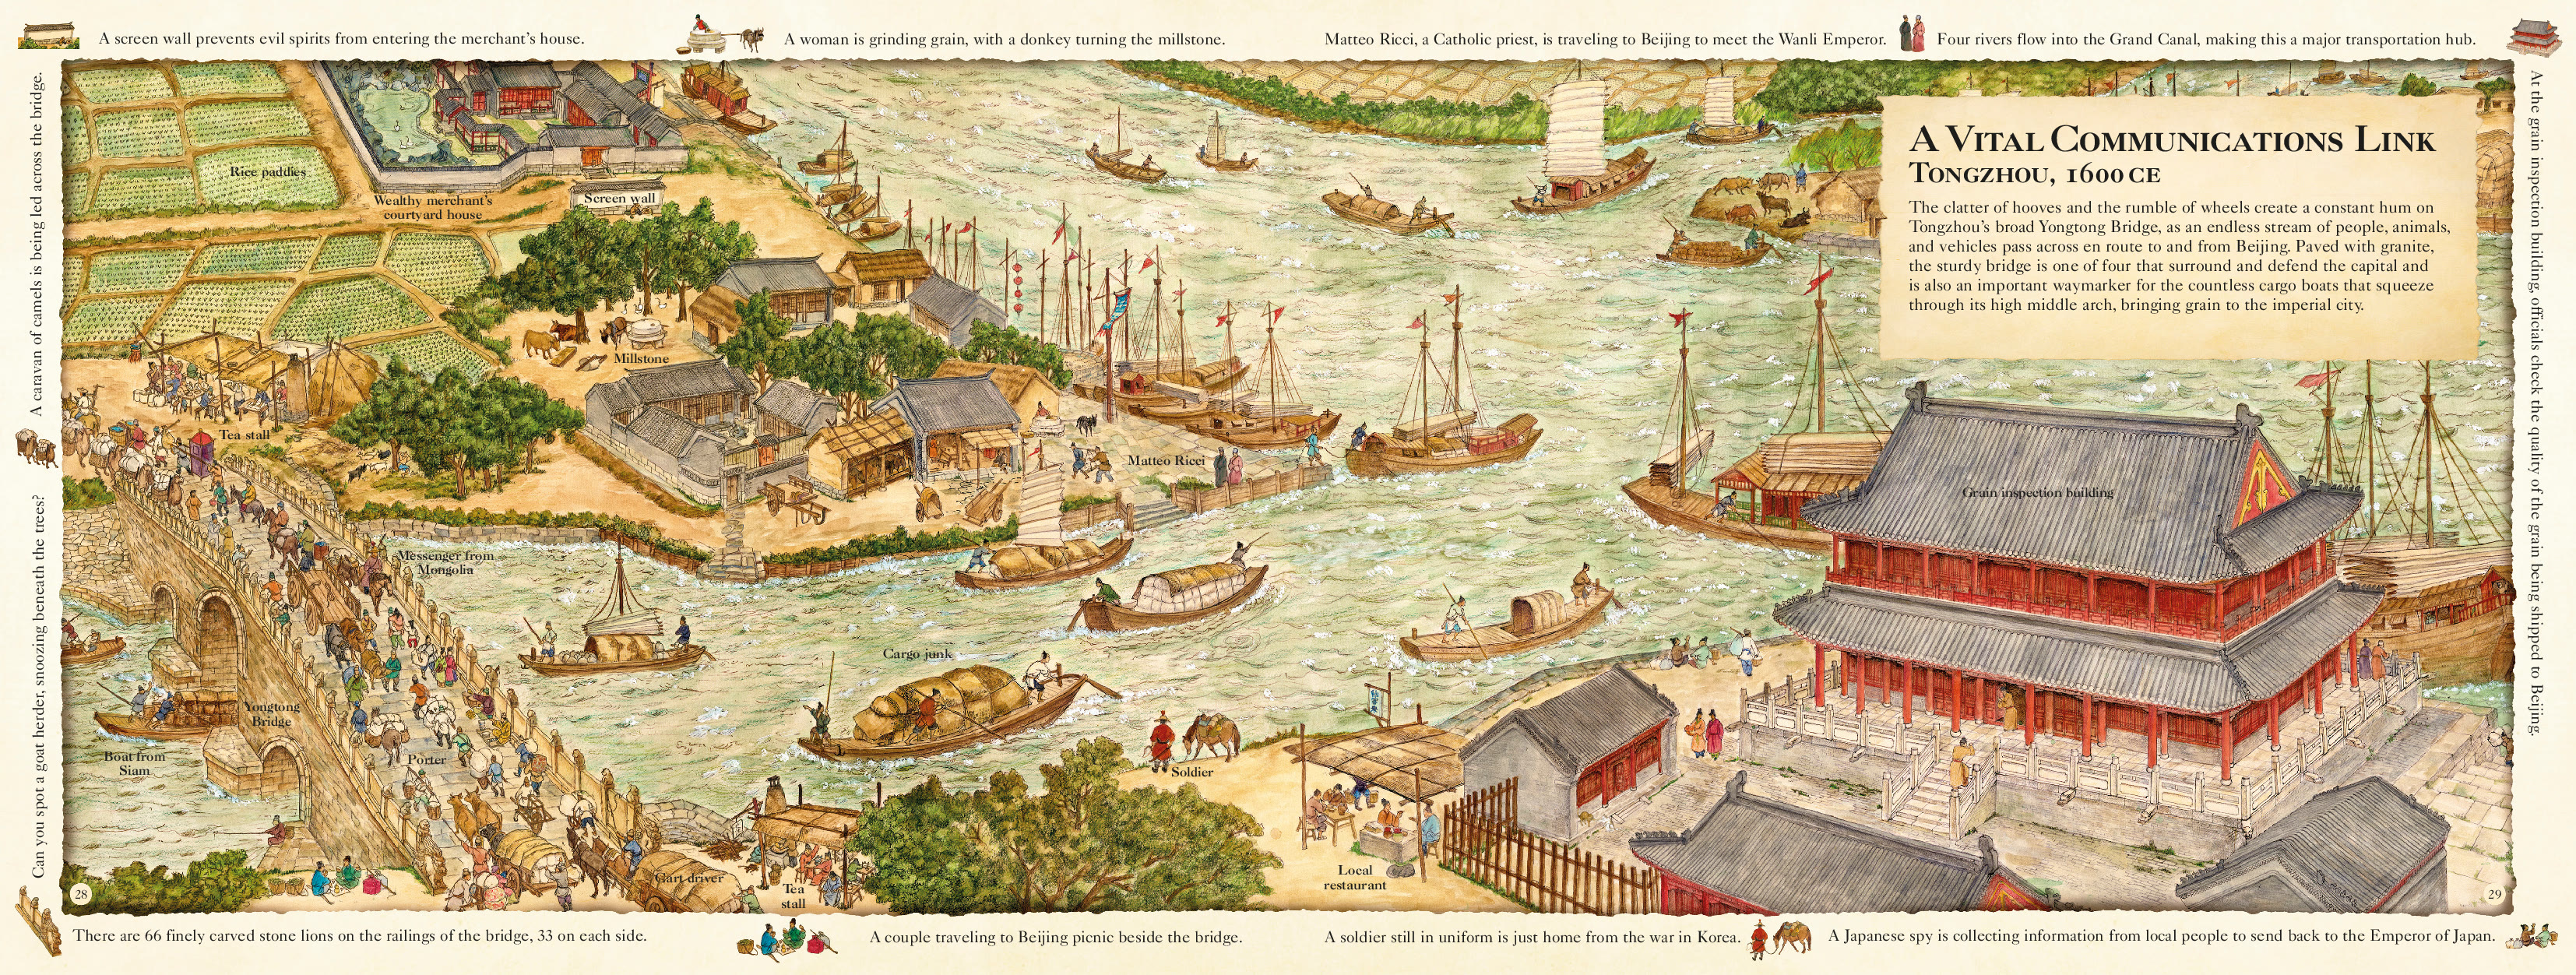 A screen wall prevents evil spirits from entering the merchant's house.
A woman is grinding grain, with a donkey turning the millstone.
Matteo Ricci, a Catholic priest, is traveling to Beijing to meet the Wanli Emperor.
Four rivers flow into the Grand Canal, making this a major transportation hub.
A caravan of camels is being led across the bridge.
Can you spot a goat herder, snoozing beneath the trees?
At the grain inspection building, officials check the quality of the grain being shipped to Beijing.
A Vital Communications Link
Tongzhou, 1600 CE
The clatter of hooves and the rumble of wheels create a constant hum on
Tongzhou's broad Yongtong Bridge, as an endless stream of people, animals,
and vehicles pass across en route to and from Beijing. Paved with granite,
the sturdy bridge is one of four that surround and defend the capital and
is also an important waymarker for the countless cargo boats that squeeze
through its high middle arch, bringing grain to the imperial city.
Rice paddies
Wealthy merchant's
courtyard house
Screen wall
Millstone
Tea stall
Matteo Ricci
Grain inspection building
Messenger from
Mongolia
Cargo junk
Yongtong
Bridge
Boat from
Siam
Porter
Soldier
Cart driver
Tea
stall
Local
restaurant
28
29
There are 66 finely carved stone lions on the railings of the bridge, 33 on each side.
A couple traveling to Beijing picnic beside the bridge.
A soldier still in uniform is just home from the war in Korea.
A Japanese spy is collecting information from local people to send back to the Emperor of Japan.